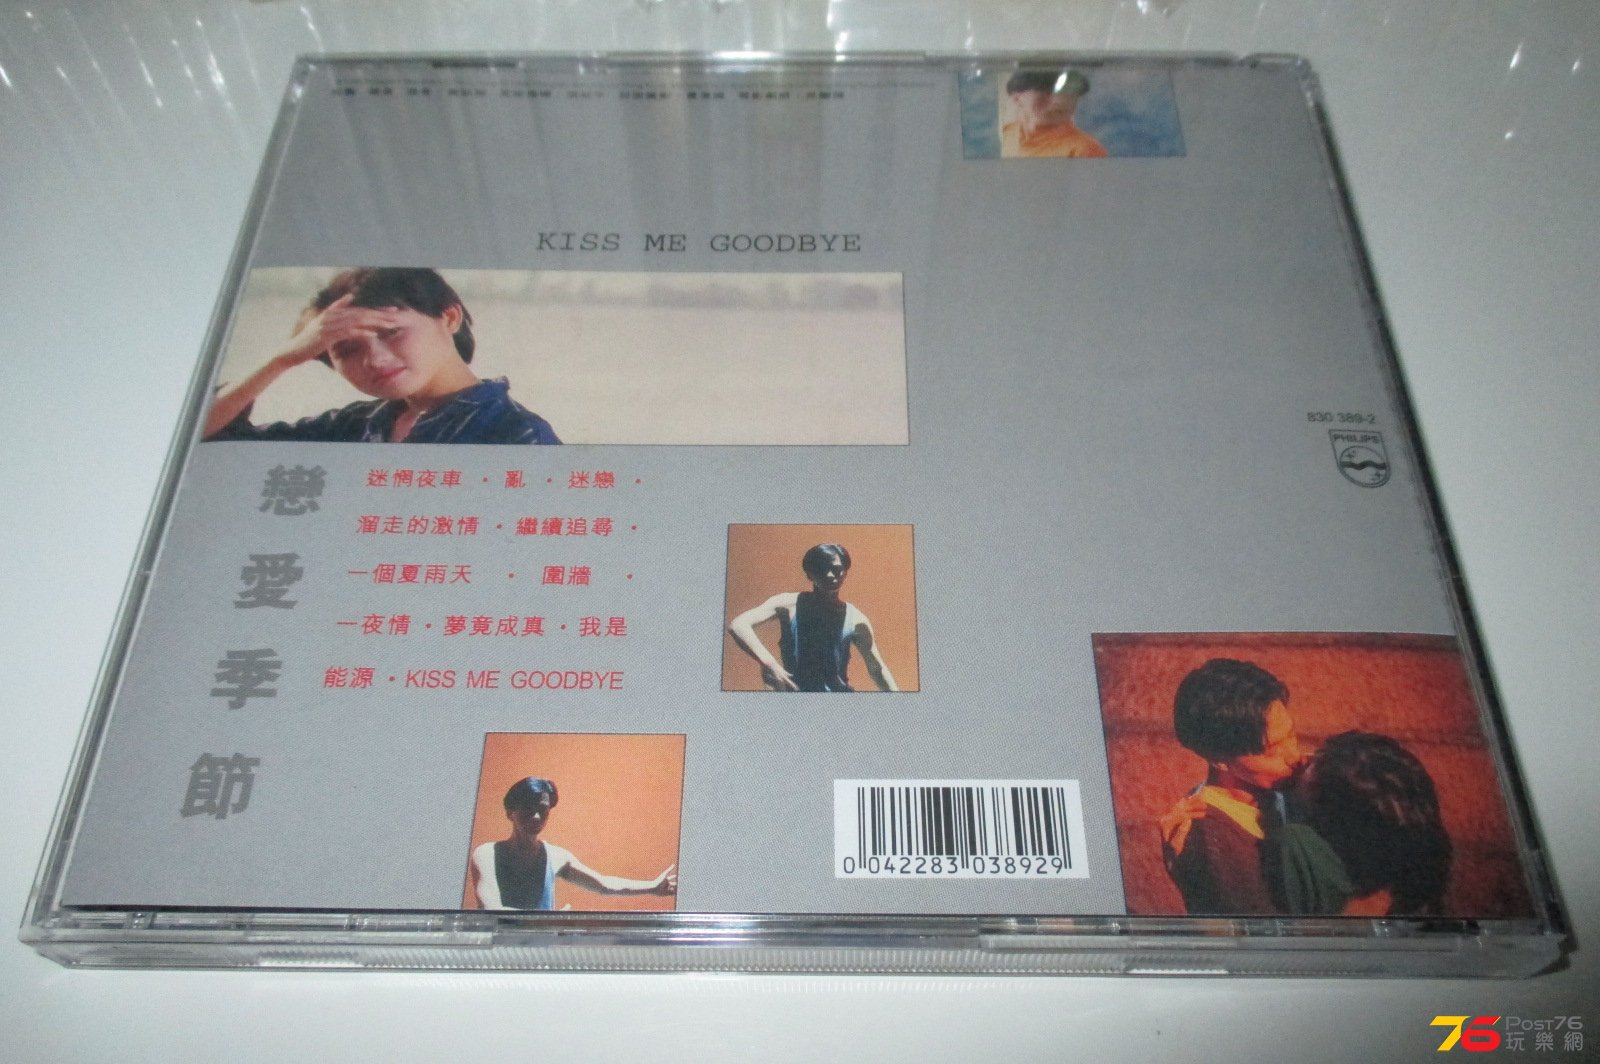 KISS ME GOODBYE
830 389-2
PHILIPS
戀愛季節
迷惘夜車・亂・迷戀・
溜走的激情・繼續追尋・
一個夏雨天・圍牆・
一夜情・夢竟成真・我是
能源・KISS ME GOODBYE
0 042283 038929
76 Post76
玩樂網